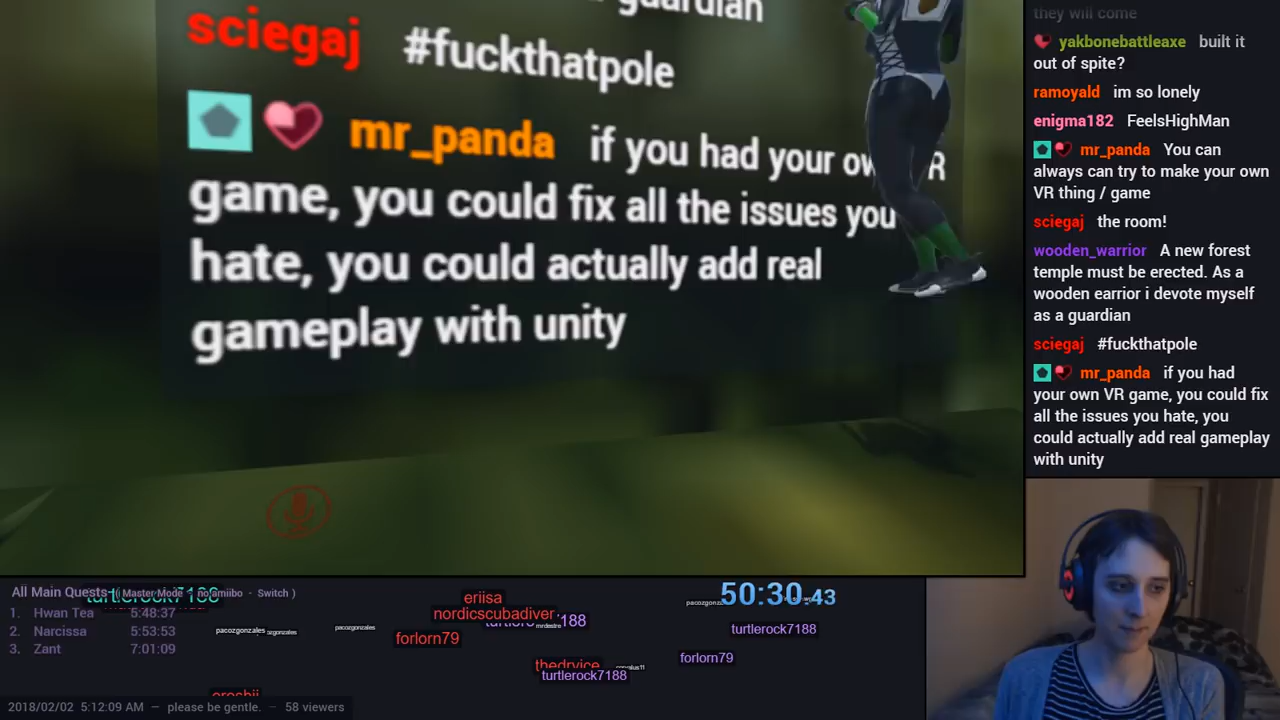 guardian
sciegaj #fuckthatpole
mr_panda if you had your own VR
game, you could fix all the issues you
hate, you could actually add real
gameplay with unity
they will come
yakbonebattleaxe built it
out of spite?
ramoyald im so lonely
enigma182 FeelsHighMan
mr_panda You can
always can try to make your own
VR thing / game
sciegaj the room!
wooden_warrior A new forest
temple must be erected. As a
wooden earrior i devote myself
as a guardian
sciegaj #fuckthatpole
mr_panda if you had
your own VR game, you could fix
all the issues you hate, you
could actually add real gameplay
with unity
All Main Quests ( Master Mode · no amiibo · Switch )
turtlerock7188
1. Hwan Tea 5:48:37
2. Narcissa 5:53:53
3. Zant 7:01:09
pacozgonzales
pacozgonzales
eriisa
nordicscubadiver
forlorn79
thedryice
turtlerock7188
50:30.43
turtlerock7188
forlorn79
2018/02/02 5:12:09 AM — please be gentle. — 58 viewers